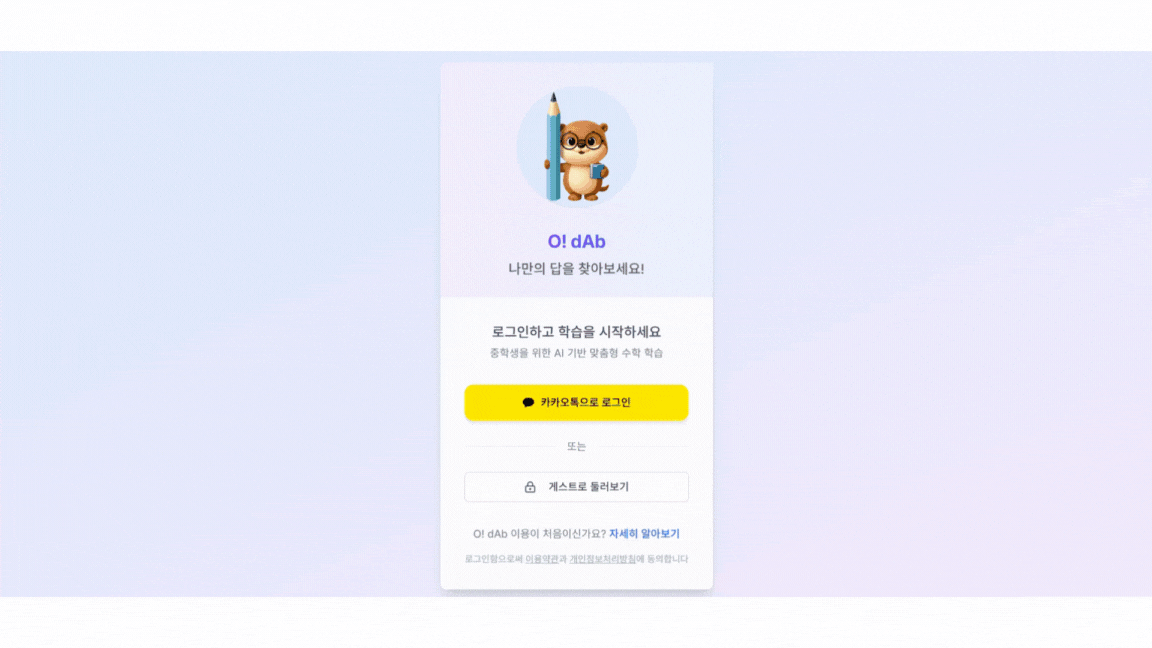 O! dAb
나만의 답을 찾아보세요!
로그인하고 학습을 시작하세요
중학생을 위한 AI 기반 맞춤형 수학 학습
카카오톡으로 로그인
또는
게스트로 둘러보기
O! dAb 이용이 처음이신가요? 자세히 알아보기
로그인함으로써 이용약관과 개인정보처리방침에 동의합니다